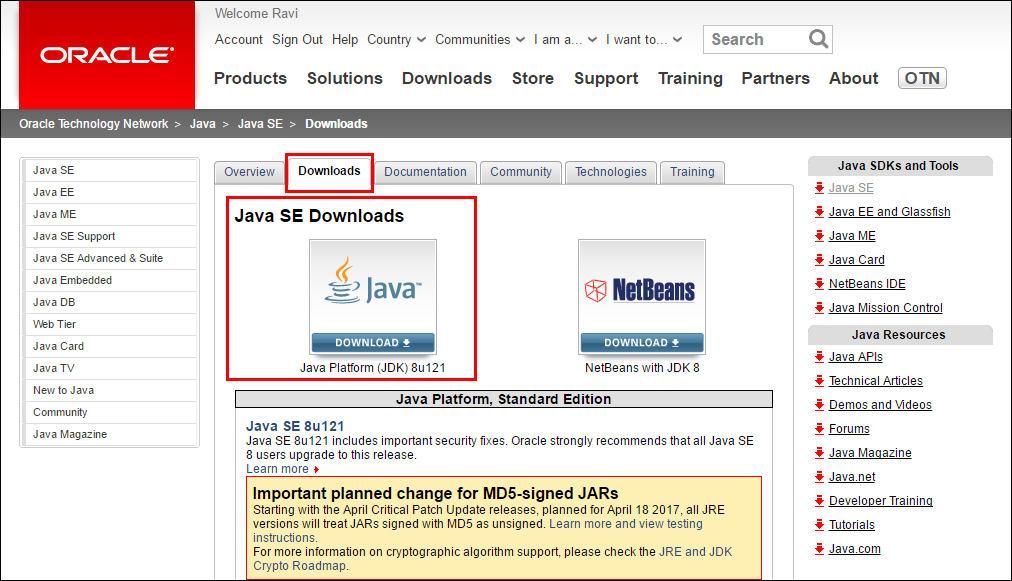 Welcome Ravi
Account Sign Out Help Country Communities I am a... I want to... Search
ORACLE
Products Solutions Downloads Store Support Training Partners About OTN
Oracle Technology Network > Java > Java SE > Downloads
Java SE
Java EE
Java ME
Java SE Support
Java SE Advanced & Suite
Java Embedded
Java DB
Web Tier
Java Card
Java TV
New to Java
Community
Java Magazine
Overview Downloads Documentation Community Technologies Training
Java SE Downloads
Java™
DOWNLOAD
Java Platform (JDK) 8u121
NetBeans
DOWNLOAD
NetBeans with JDK 8
Java Platform, Standard Edition
Java SE 8u121
Java SE 8u121 includes important security fixes. Oracle strongly recommends that all Java SE
8 users upgrade to this release.
Learn more
Important planned change for MD5-signed JARs
Starting with the April Critical Patch Update releases, planned for April 18 2017, all JRE
versions will treat JARs signed with MD5 as unsigned. Learn more and view testing
instructions.
For more information on cryptographic algorithm support, please check the JRE and JDK
Crypto Roadmap.
Java SDKs and Tools
Java SE
Java EE and Glassfish
Java ME
Java Card
NetBeans IDE
Java Mission Control
Java Resources
Java APIs
Technical Articles
Demos and Videos
Forums
Java Magazine
Java.net
Developer Training
Tutorials
Java.com